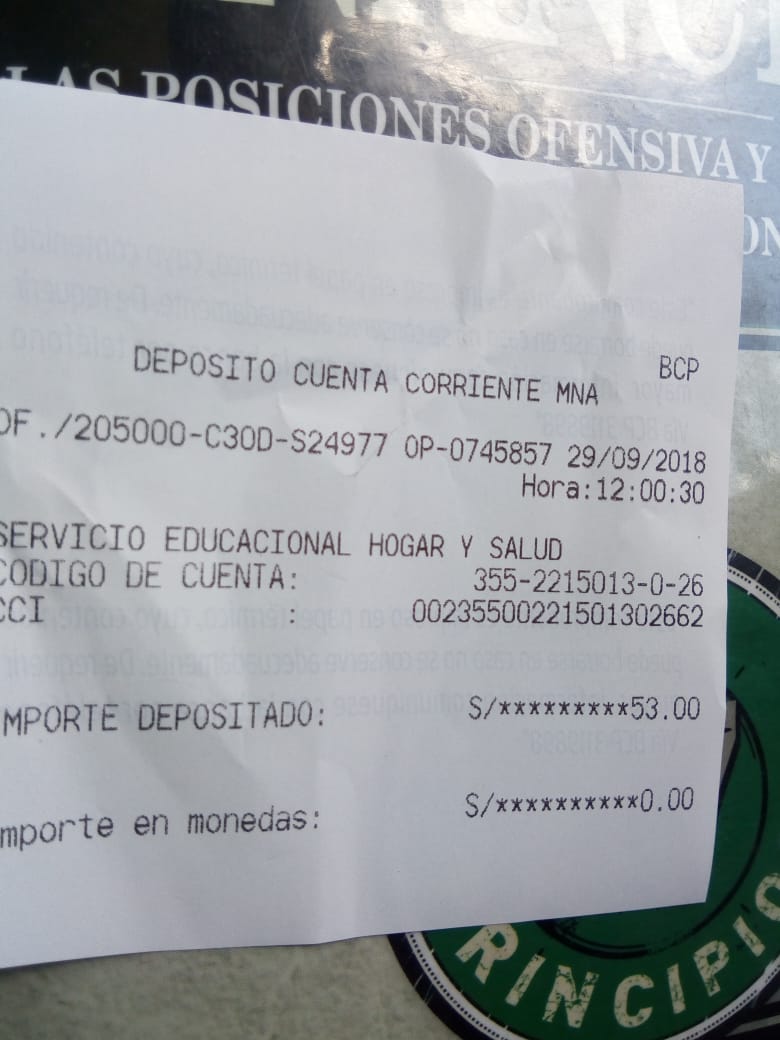 LAS POSICIONES OFENSIVA Y
BCP
DEPOSITO CUENTA CORRIENTE MNA
OF./205000-C30D-S24977 OP-0745857 29/09/2018
Hora:12:00:30
SERVICIO EDUCACIONAL HOGAR Y SALUD
CODIGO DE CUENTA: 355-2215013-0-26
CCI : 00235500221501302662
IMPORTE DEPOSITADO: S/*********53.00
mporte en monedas: S/**********0.00
RINCIPIO